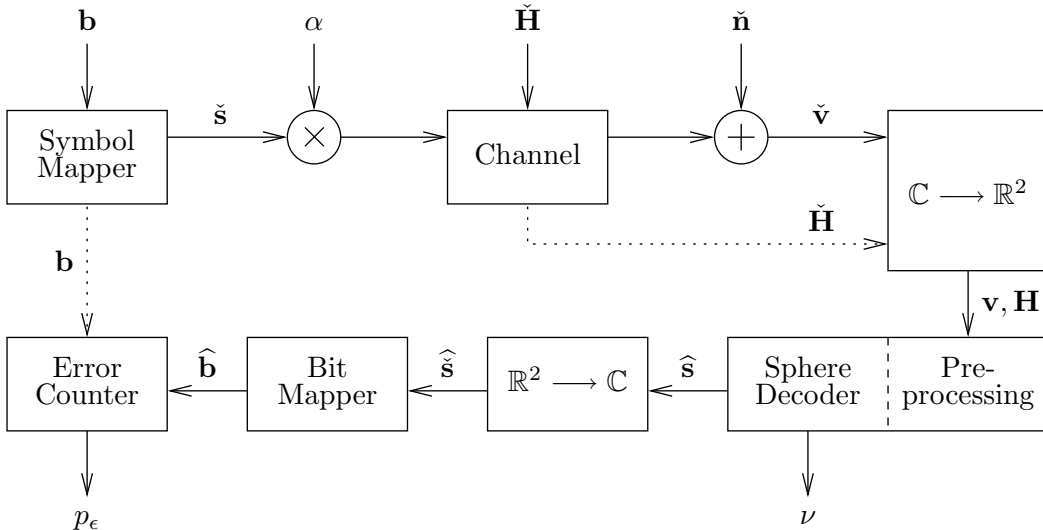 b α Ȟ ň
Symbol
Mapper
š
×
Channel
+
v̌
ℂ ⟶ ℝ²
Ȟ
b
v, H
Error
Counter
b̂
Bit
Mapper
š̂
ℝ² ⟶ ℂ
ŝ
Sphere
Decoder
Pre-
processing
p_ϵ
ν